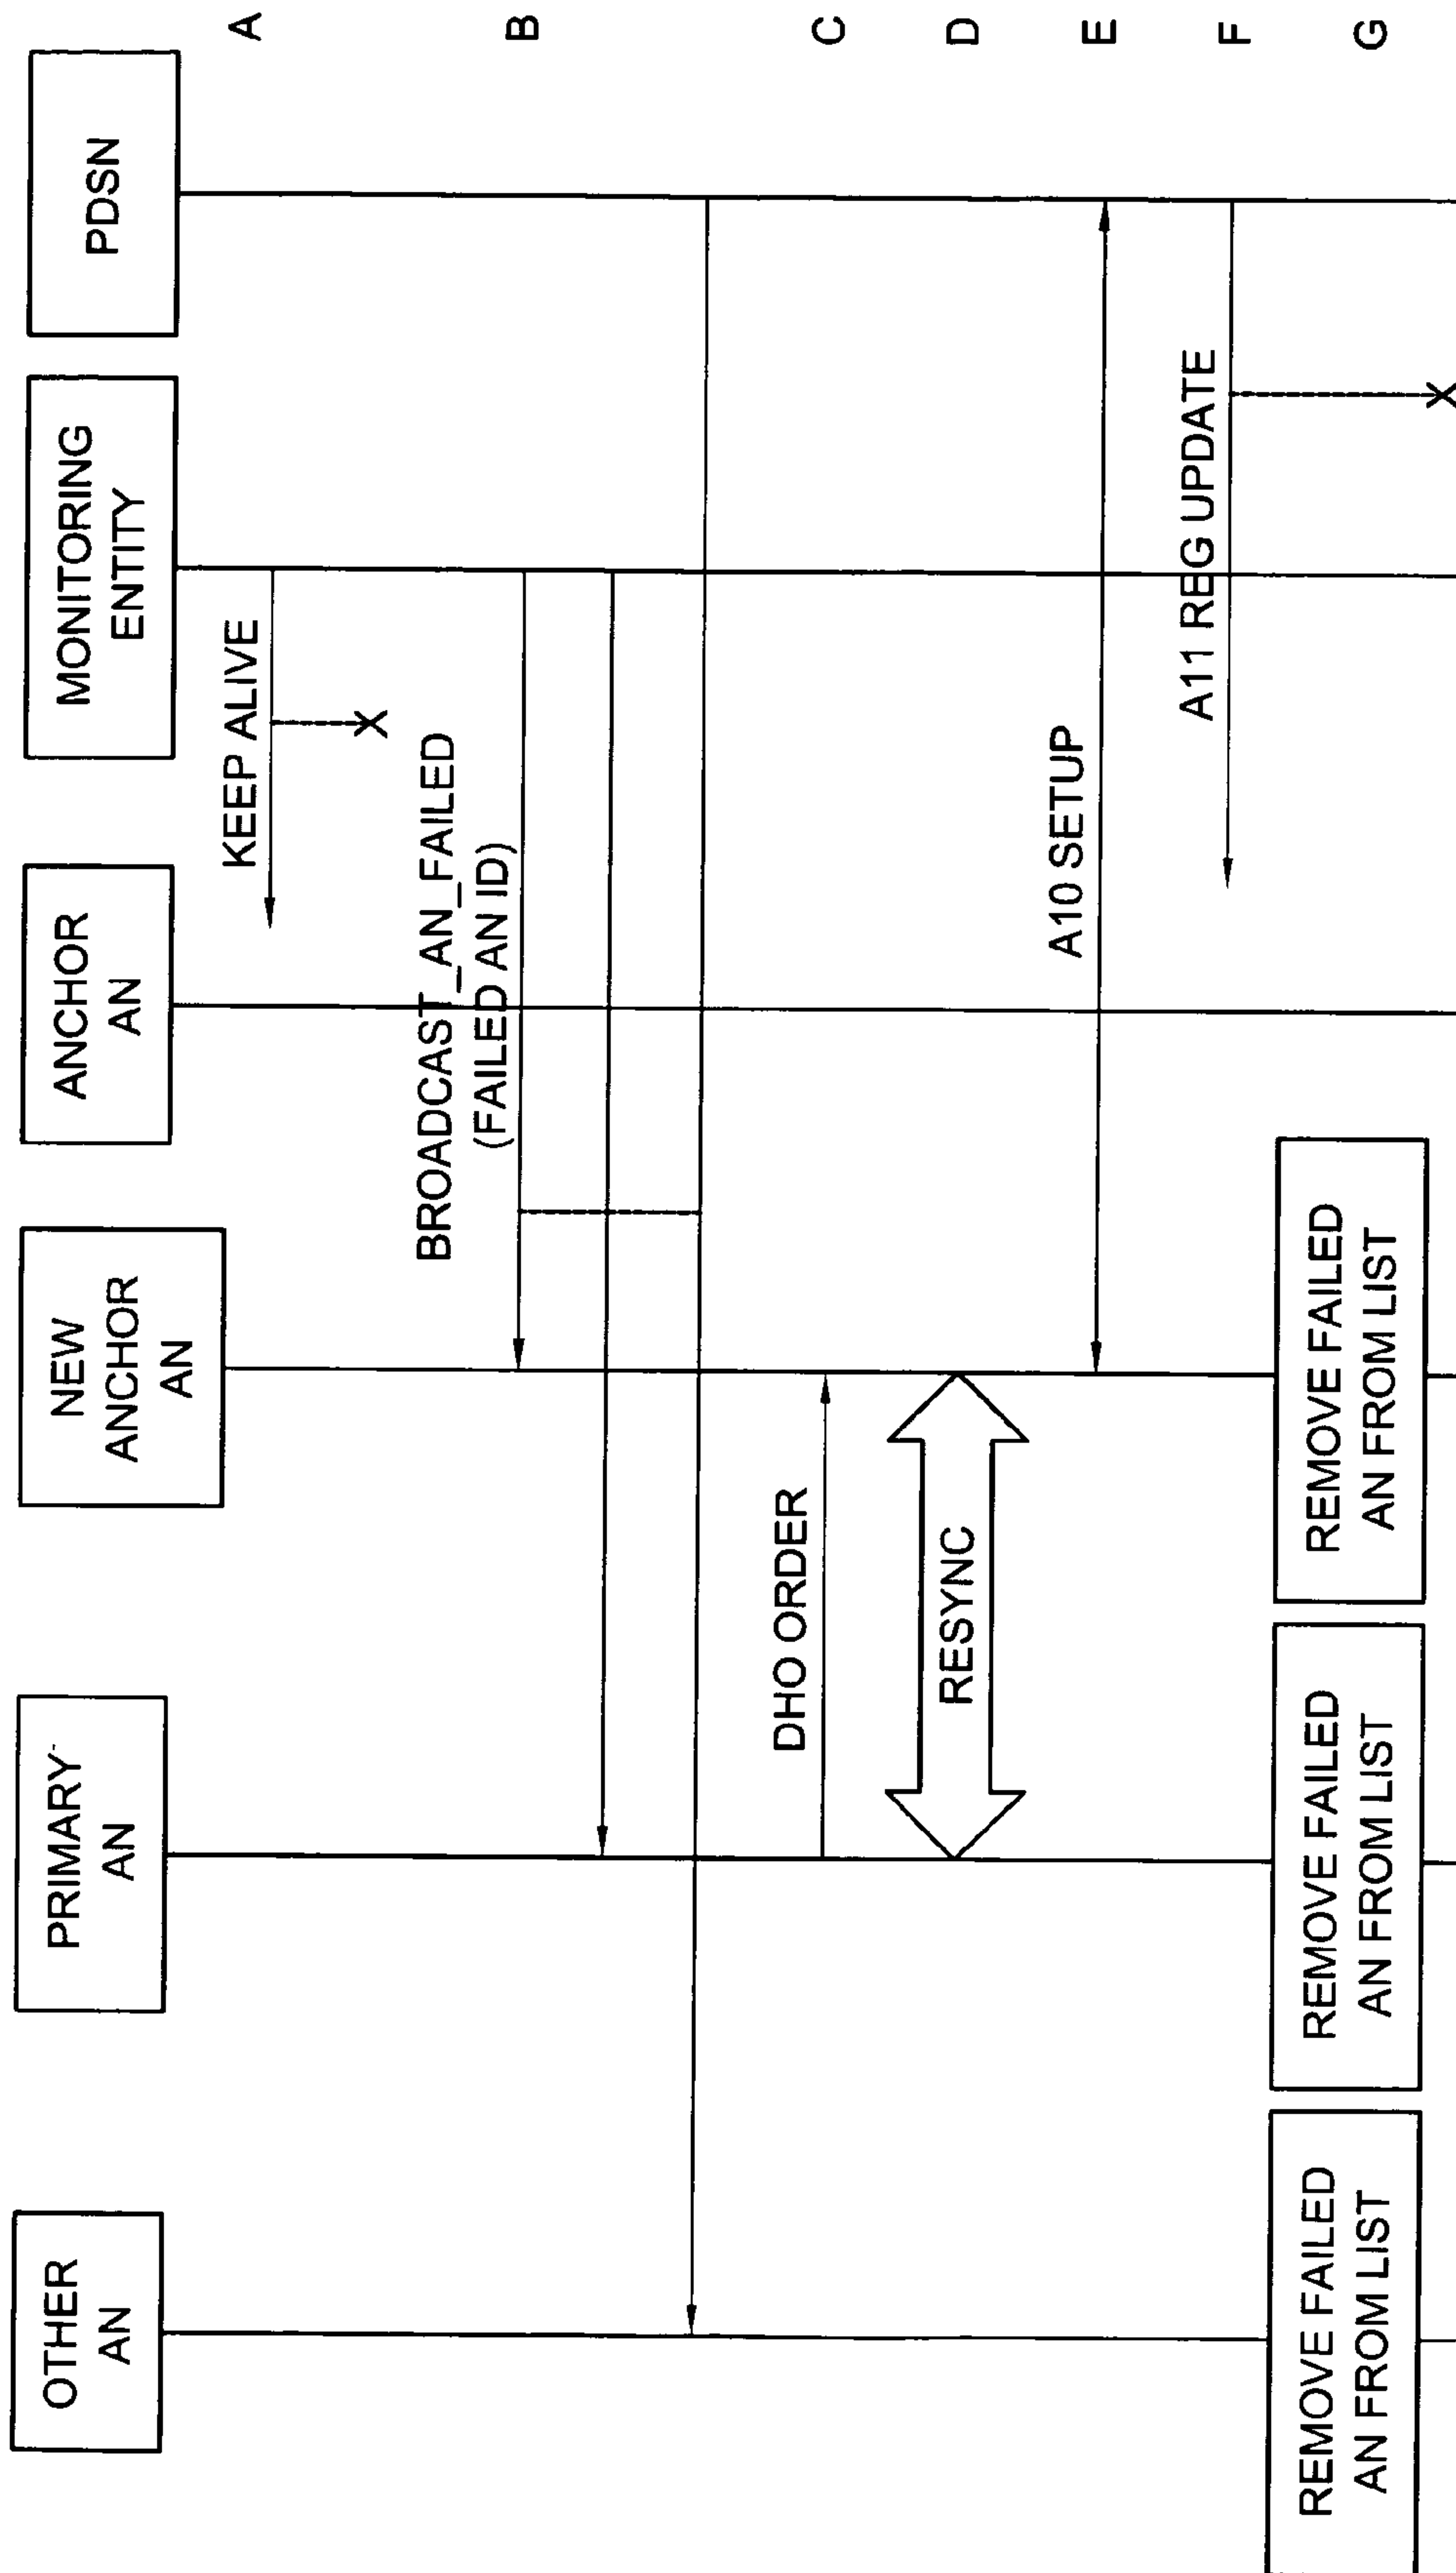 OTHER
AN
PRIMARY
AN
NEW
ANCHOR
AN
ANCHOR
AN
MONITORING
ENTITY
PDSN
KEEP ALIVE
A
X
BROADCAST_AN_FAILED
(FAILED AN ID)
B
DHO ORDER
C
RESYNC
D
A10 SETUP
E
A11 REG UPDATE
F
REMOVE FAILED
AN FROM LIST
REMOVE FAILED
AN FROM LIST
REMOVE FAILED
AN FROM LIST
X
G